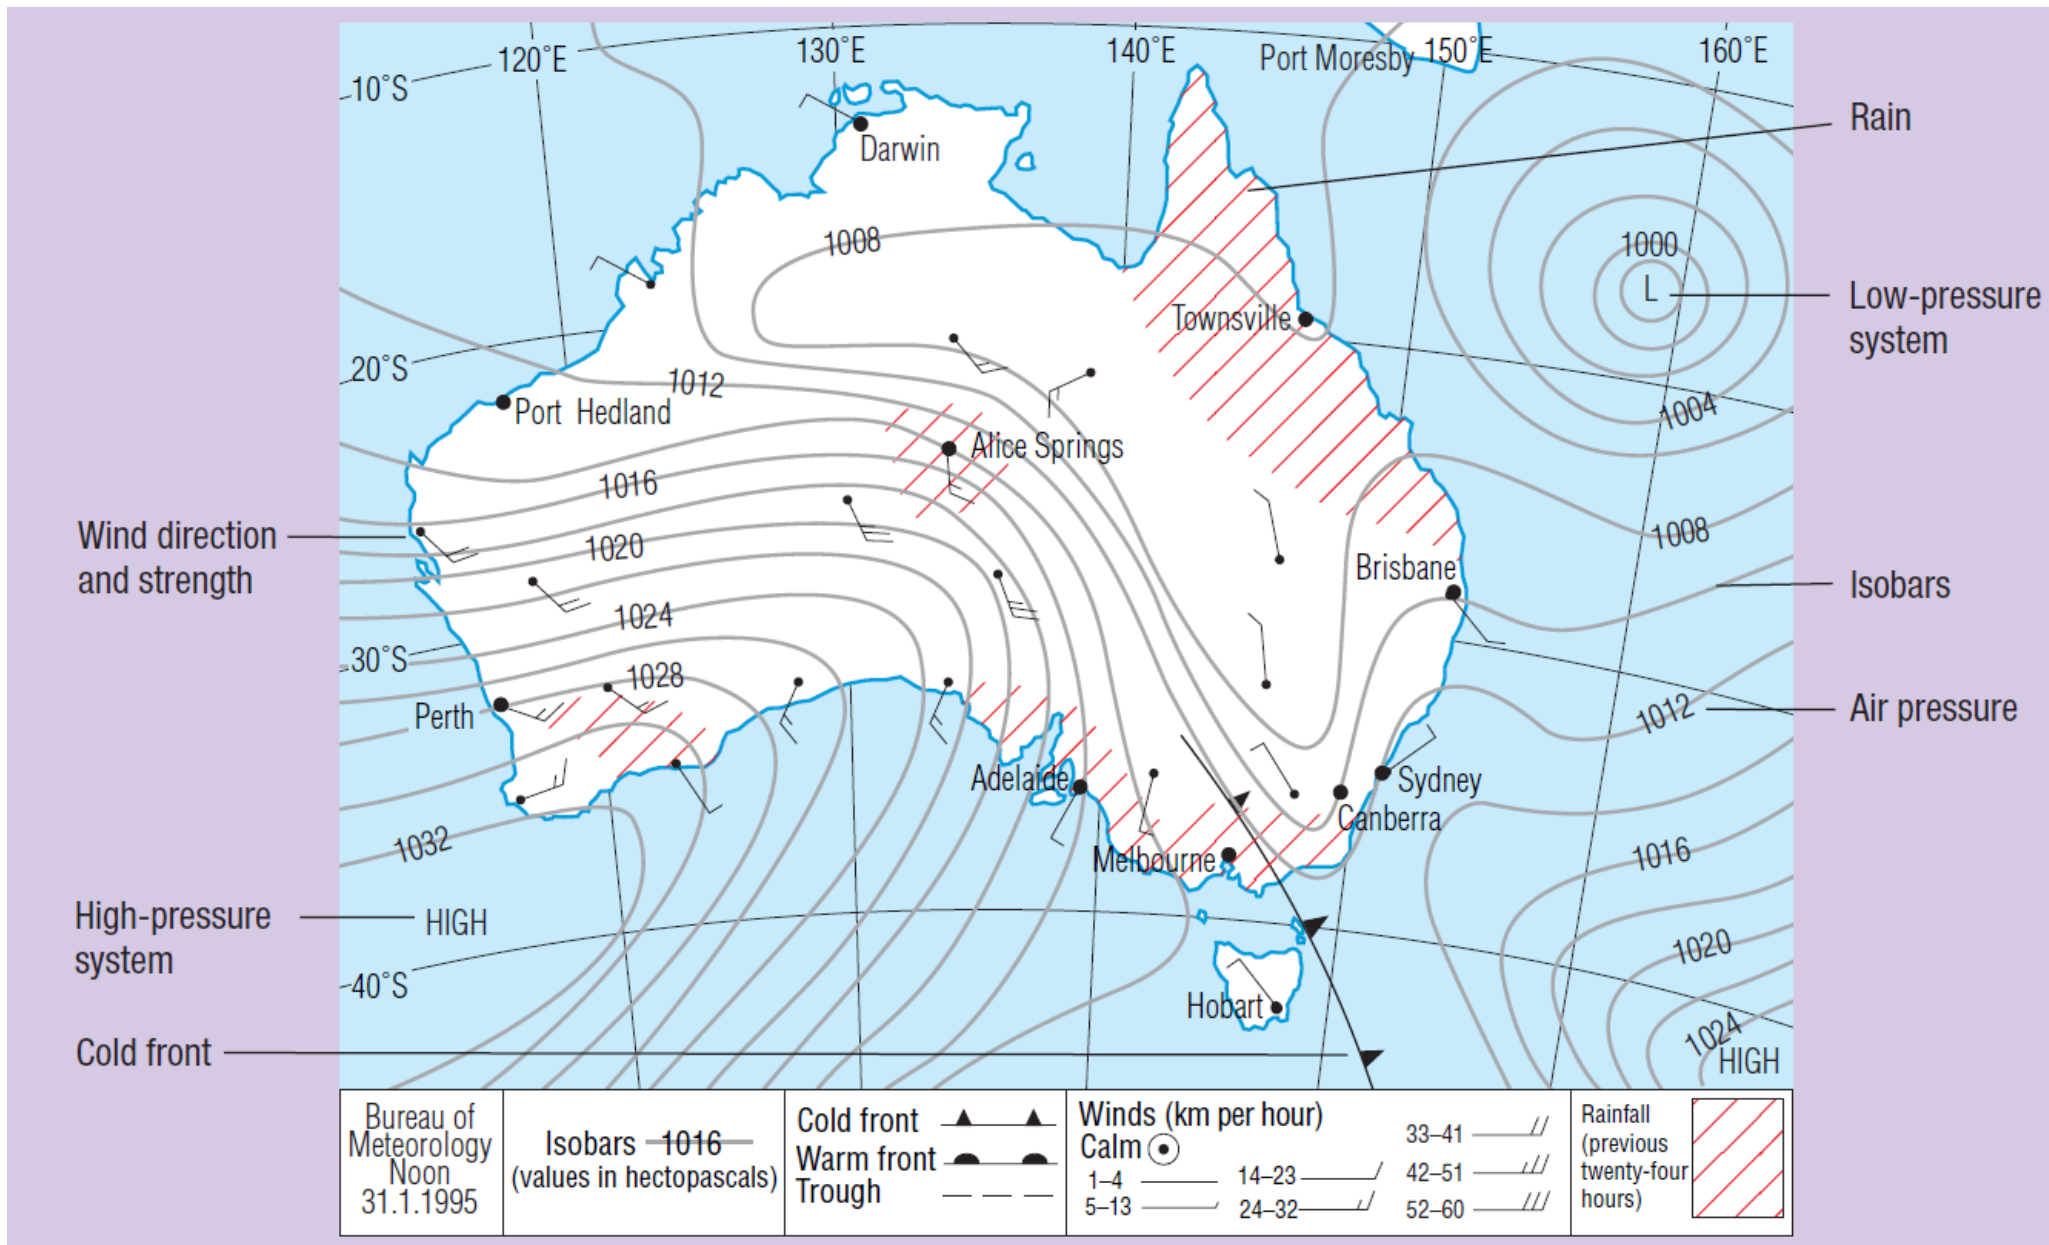 120°E
130°E
140°E
150°E
160°E
Port Moresby
10°S
Rain
Darwin
1008
1000
L
Low-pressure
system
Townsville
20°S
1012
1004
Port Hedland
Alice Springs
1016
1008
Wind direction
and strength
1020
Brisbane
Isobars
1024
30°S
1028
Perth
1012
Air pressure
Adelaide
Sydney
Canberra
1032
Melbourne
1016
High-pressure
system
HIGH
1020
40°S
Hobart
1024
HIGH
Cold front
Bureau of
Meteorology
Noon
31.1.1995
Isobars 1016
(values in hectopascals)
Cold front
Warm front
Trough
Winds (km per hour)
Calm
1–4
5–13
14–23
24–32
33–41
42–51
52–60
Rainfall
(previous
twenty-four
hours)